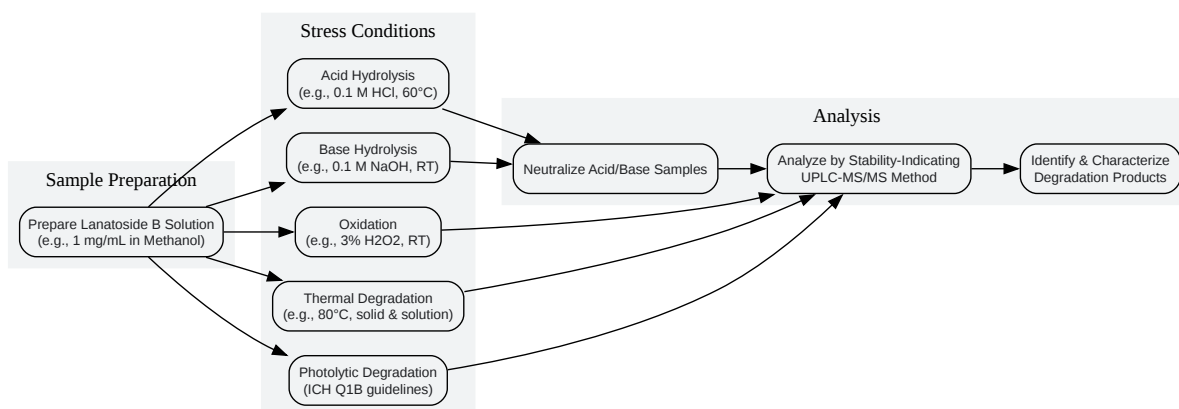 Stress Conditions
Acid Hydrolysis
(e.g., 0.1 M HCl, 60°C)
Base Hydrolysis
(e.g., 0.1 M NaOH, RT)
Oxidation
(e.g., 3% H2O2, RT)
Thermal Degradation
(e.g., 80°C, solid & solution)
Photolytic Degradation
(ICH Q1B guidelines)
Sample Preparation
Prepare Lanatoside B Solution
(e.g., 1 mg/mL in Methanol)
Analysis
Neutralize Acid/Base Samples
Analyze by Stability-Indicating
UPLC-MS/MS Method
Identify & Characterize
Degradation Products